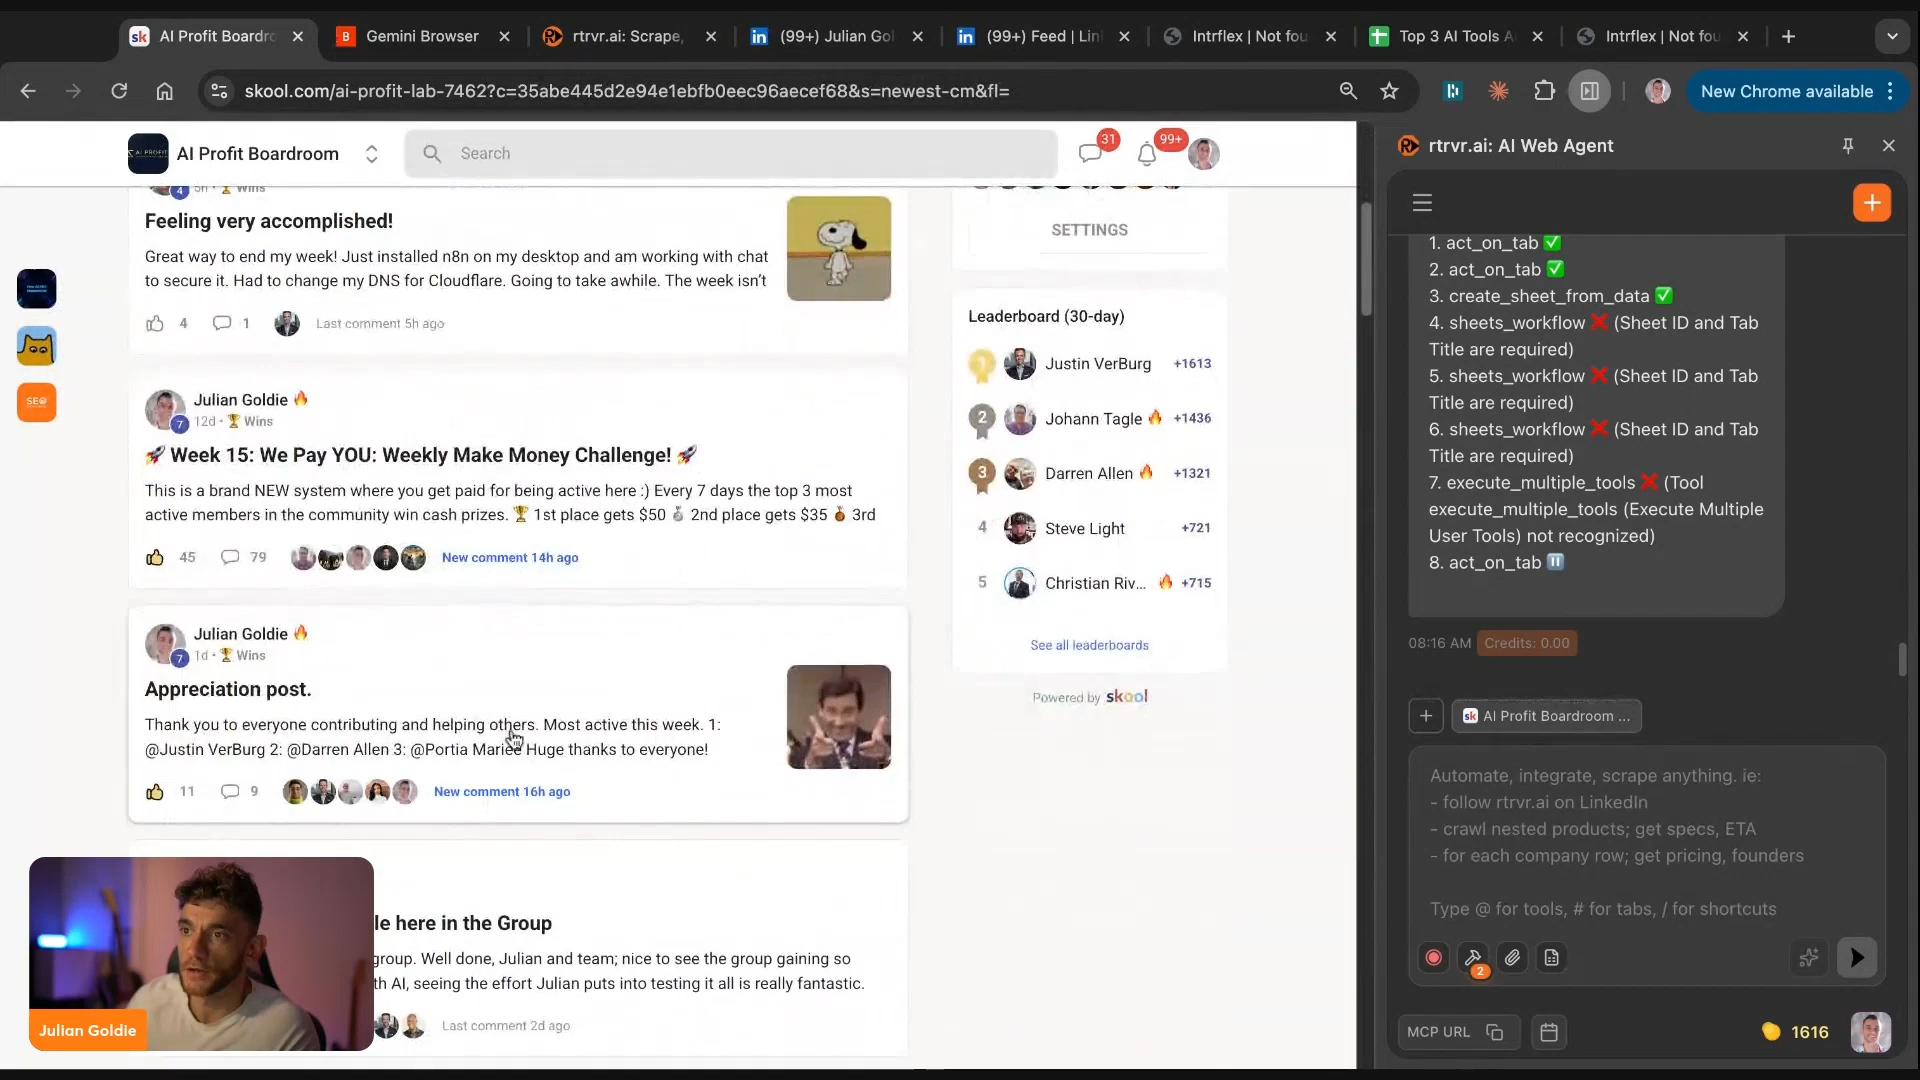 AI Profit Boardro
Gemini Browser
rtrvr.ai: Scrape,
(99+) Julian Gol
(99+) Feed | Lin
Intrflex | Not fou
Top 3 AI Tools A
Intrflex | Not fou
skool.com/ai-profit-lab-7462?c=35abe445d2e94e1ebfb0eec96aecef68&s=newest-cm&fl=
New Chrome available
AI Profit Boardroom
Search
31
99+
4
5h • 🏆 Wins
Feeling very accomplished!
Great way to end my week! Just installed n8n on my desktop and am working with chat
to secure it. Had to change my DNS for Cloudflare. Going to take awhile. The week isn't
4
1
Last comment 5h ago
Julian Goldie 🔥
7
12d • 🏆 Wins
🚀 Week 15: We Pay YOU: Weekly Make Money Challenge! 🚀
This is a brand NEW system where you get paid for being active here :) Every 7 days the top 3 most
active members in the community win cash prizes. 🏆 1st place gets $50 🥈 2nd place gets $35 🥉 3rd
45
79
New comment 14h ago
Julian Goldie 🔥
7
1d • 🏆 Wins
Appreciation post.
Thank you to everyone contributing and helping others. Most active this week. 1:
@Justin VerBurg 2: @Darren Allen 3: @Portia Huge thanks to everyone!
11
9
New comment 16h ago
le here in the Group
group. Well done, Julian and team; nice to see the group gaining so
th AI, seeing the effort Julian puts into testing it all is really fantastic.
Last comment 2d ago
Julian Goldie
SEO
SETTINGS
Leaderboard (30-day)
1 Justin VerBurg +1613
2 Johann Tagle 🔥 +1436
3 Darren Allen 🔥 +1321
4 Steve Light +721
5 Christian Riv... 🔥 +715
See all leaderboards
Powered by skool
rtrvr.ai: AI Web Agent
1. act_on_tab ✅
2. act_on_tab ✅
3. create_sheet_from_data ✅
4. sheets_workflow ❌ (Sheet ID and Tab
Title are required)
5. sheets_workflow ❌ (Sheet ID and Tab
Title are required)
6. sheets_workflow ❌ (Sheet ID and Tab
Title are required)
7. execute_multiple_tools ❌ (Tool
execute_multiple_tools (Execute Multiple
User Tools) not recognized)
8. act_on_tab ⏸️
08:16 AM Credits: 0.00
AI Profit Boardroom ...
Automate, integrate, scrape anything. ie:
- follow rtrvr.ai on LinkedIn
- crawl nested products; get specs, ETA
- for each company row; get pricing, founders
Type @ for tools, # for tabs, / for shortcuts
2
MCP URL
1616